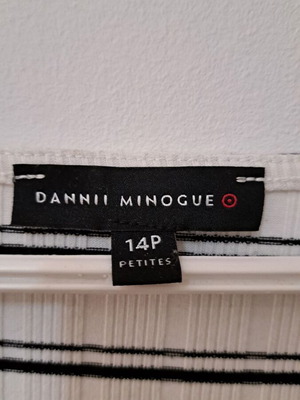 DANNII MINOGUE
14P
PETITES